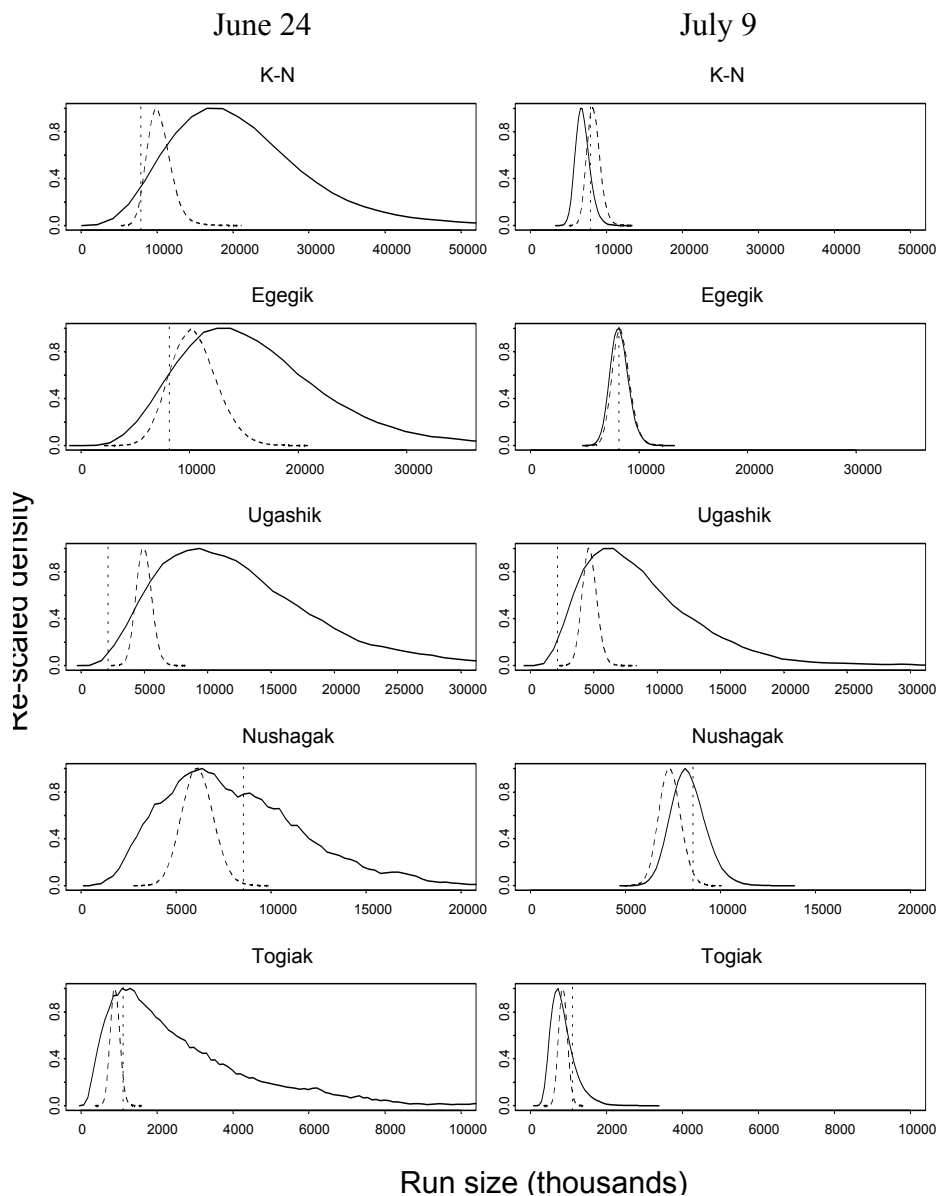 June 24
July 9
K-N
K-N
0.0 0.4 0.8
0 10000 20000 30000 40000 50000
0.0 0.4 0.8
0 10000 20000 30000 40000 50000
Egegik
Egegik
0.0 0.4 0.8
0 10000 20000 30000
0.0 0.4 0.8
0 10000 20000 30000
Ugashik
Ugashik
0.0 0.4 0.8
0 5000 10000 15000 20000 25000 30000
0.0 0.4 0.8
0 5000 10000 15000 20000 25000 30000
Re-scaled density
Nushagak
Nushagak
0.0 0.4 0.8
0 5000 10000 15000 20000
0.0 0.4 0.8
0 5000 10000 15000 20000
Togiak
Togiak
0.0 0.4 0.8
0 2000 4000 6000 8000 10000
0.0 0.4 0.8
0 2000 4000 6000 8000 10000
Run size (thousands)